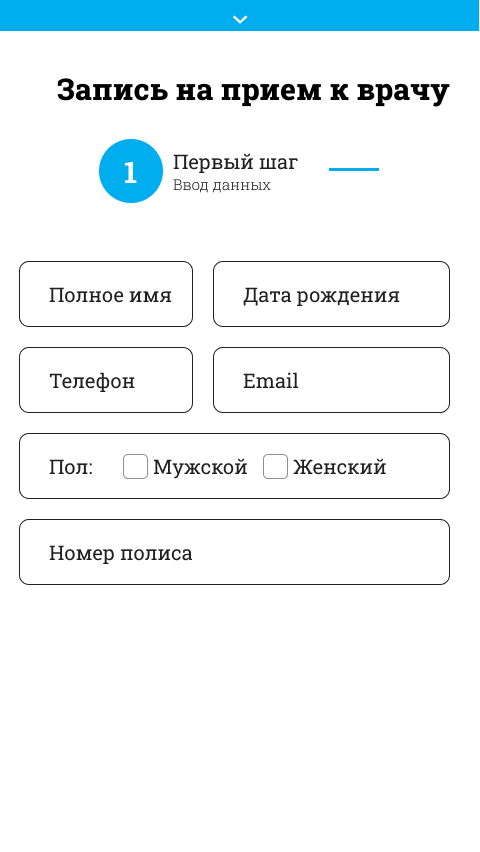 Запись на прием к врачу
1
Первый шаг
Ввод данных
Полное имя
Дата рождения
Телефон
Email
Пол:
Мужской
Женский
Номер полиса